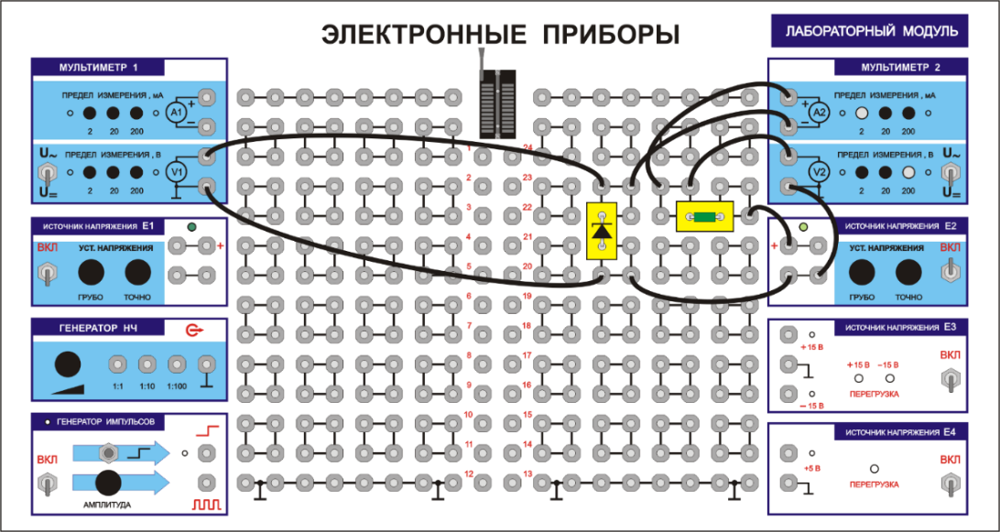 ЭЛЕКТРОННЫЕ ПРИБОРЫ
ЛАБОРАТОРНЫЙ МОДУЛЬ
МУЛЬТИМЕТР 1
ПРЕДЕЛ ИЗМЕРЕНИЯ , мА
2 20 200
A1
+
−
U~
ПРЕДЕЛ ИЗМЕРЕНИЯ , В
2 20 200
V1
U=
ИСТОЧНИК НАПРЯЖЕНИЯ E1
ВКЛ
УСТ. НАПРЯЖЕНИЯ
ГРУБО ТОЧНО
+
ГЕНЕРАТОР НЧ
1:1 1:10 1:100
ГЕНЕРАТОР ИМПУЛЬСОВ
ВКЛ
АМПЛИТУДА
1 24
2 23
3 22
4 21
5 20
6 19
7 18
8 17
9 16
10 15
11 14
12 13
МУЛЬТИМЕТР 2
ПРЕДЕЛ ИЗМЕРЕНИЯ , мА
+
−
A2
2 20 200
ПРЕДЕЛ ИЗМЕРЕНИЯ , В
U~
V2
2 20 200
U=
ИСТОЧНИК НАПРЯЖЕНИЯ E2
+
УСТ. НАПРЯЖЕНИЯ
ВКЛ
ГРУБО ТОЧНО
ИСТОЧНИК НАПРЯЖЕНИЯ E3
+15 В
ВКЛ
+15 В −15 В
ПЕРЕГРУЗКА
−15 В
ИСТОЧНИК НАПРЯЖЕНИЯ E4
+5 В
ВКЛ
ПЕРЕГРУЗКА